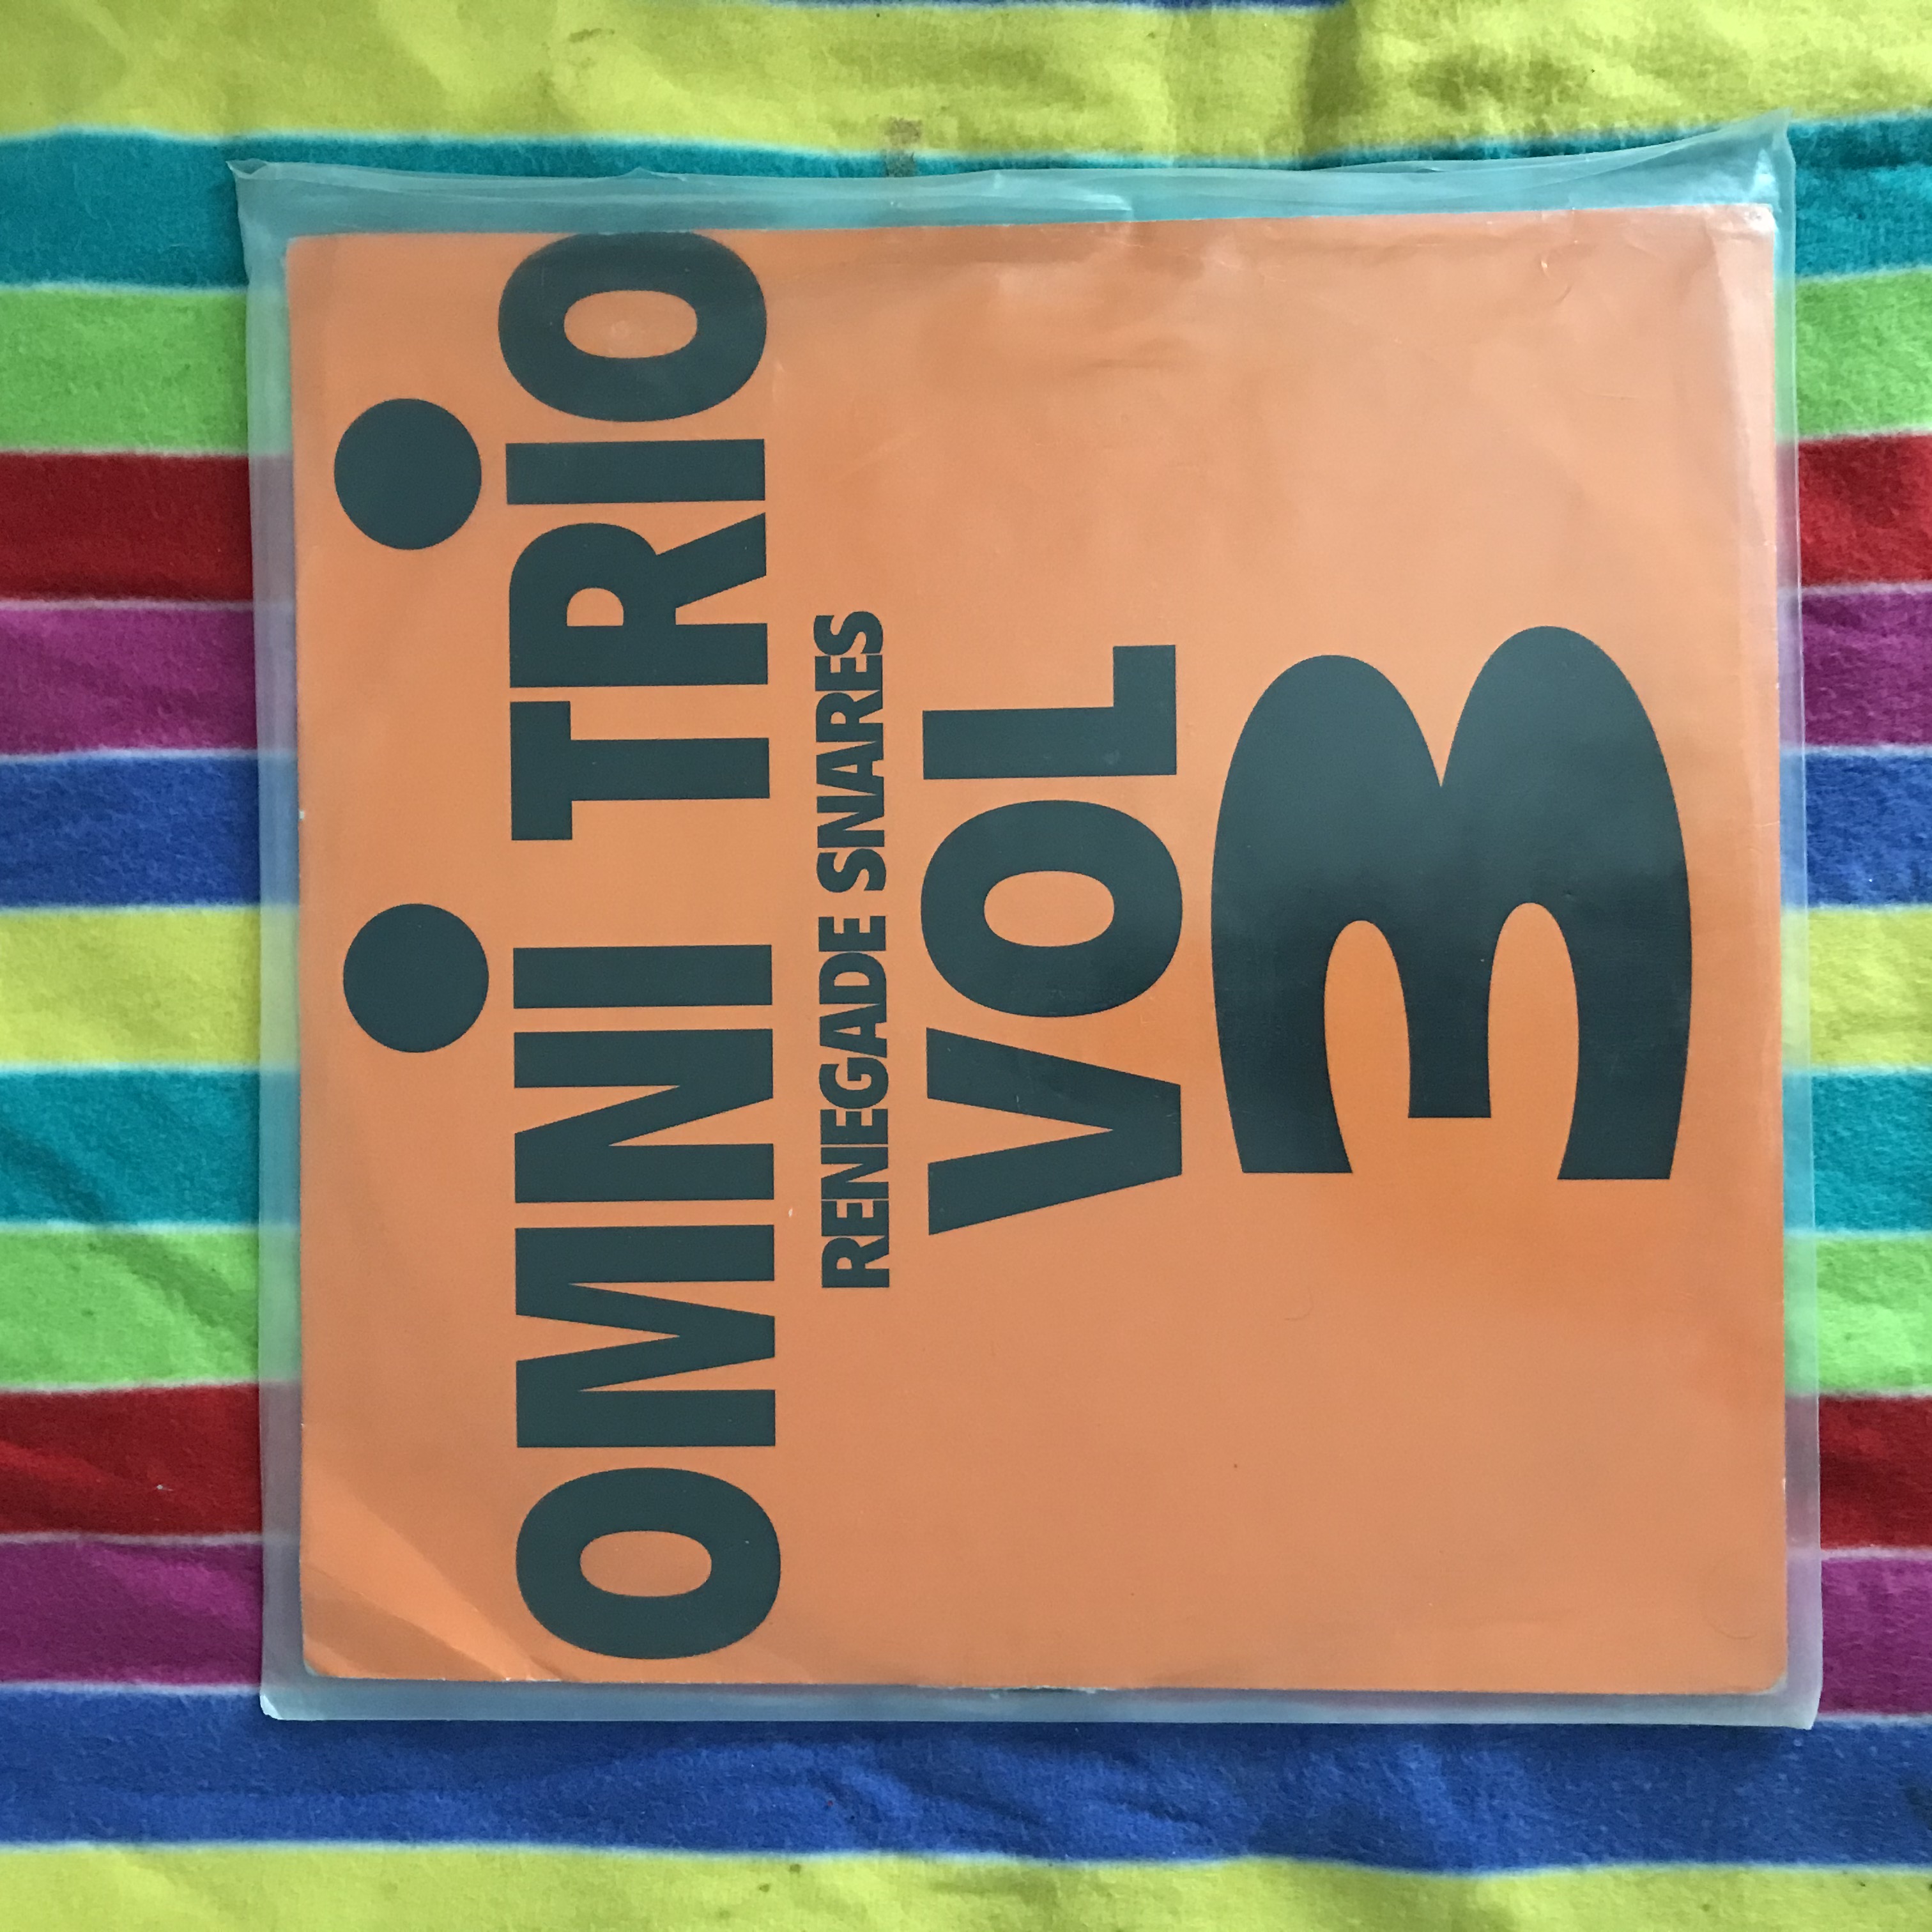 OMNI TRIO
RENEGADE SNARES
VOL
3